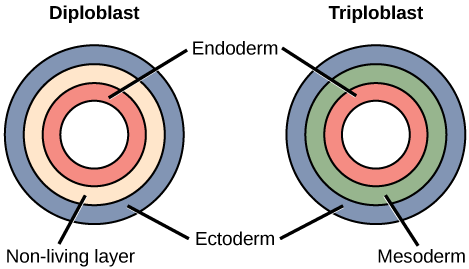 Diploblast
Triploblast
Endoderm
Ectoderm
Non-living layer
Mesoderm